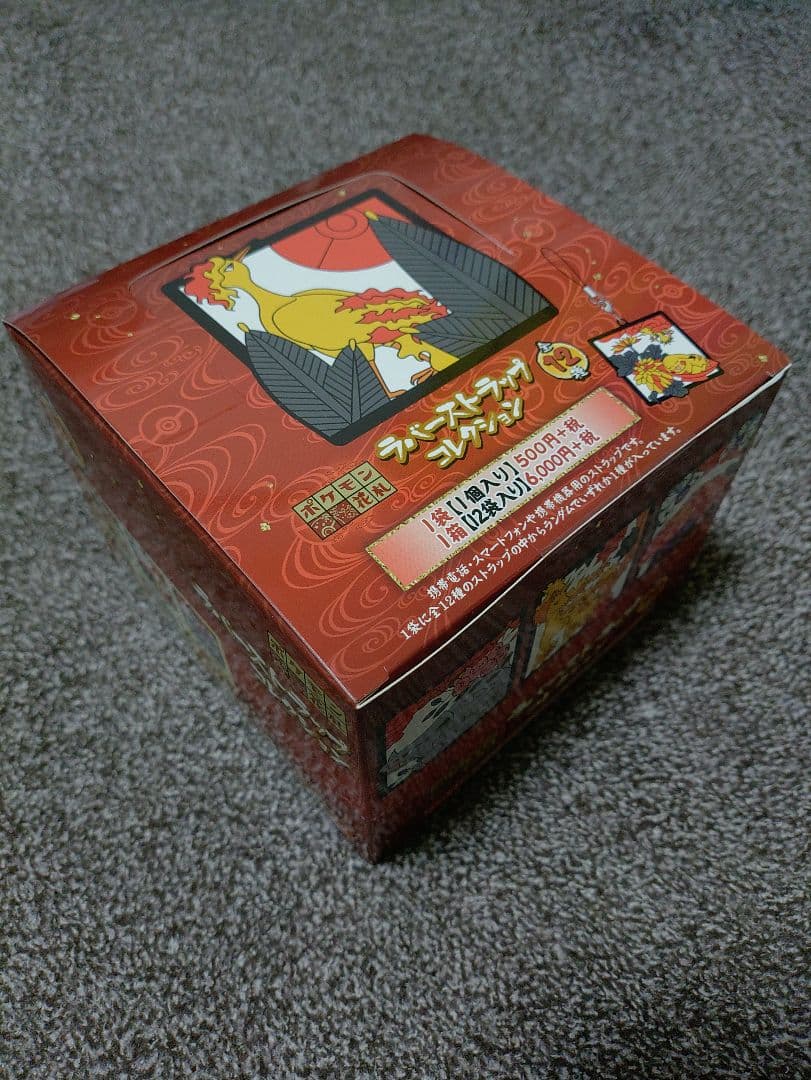 ラバーストラップ
コレクション
12
ポケモン
花札
1袋【1個入り】500円+税
1箱【12袋入り】6,000円+税
携帯電話・スマートフォンや携帯機器用のストラップです。
1袋に全12種のストラップの中からランダムでいずれか1種が入っています。